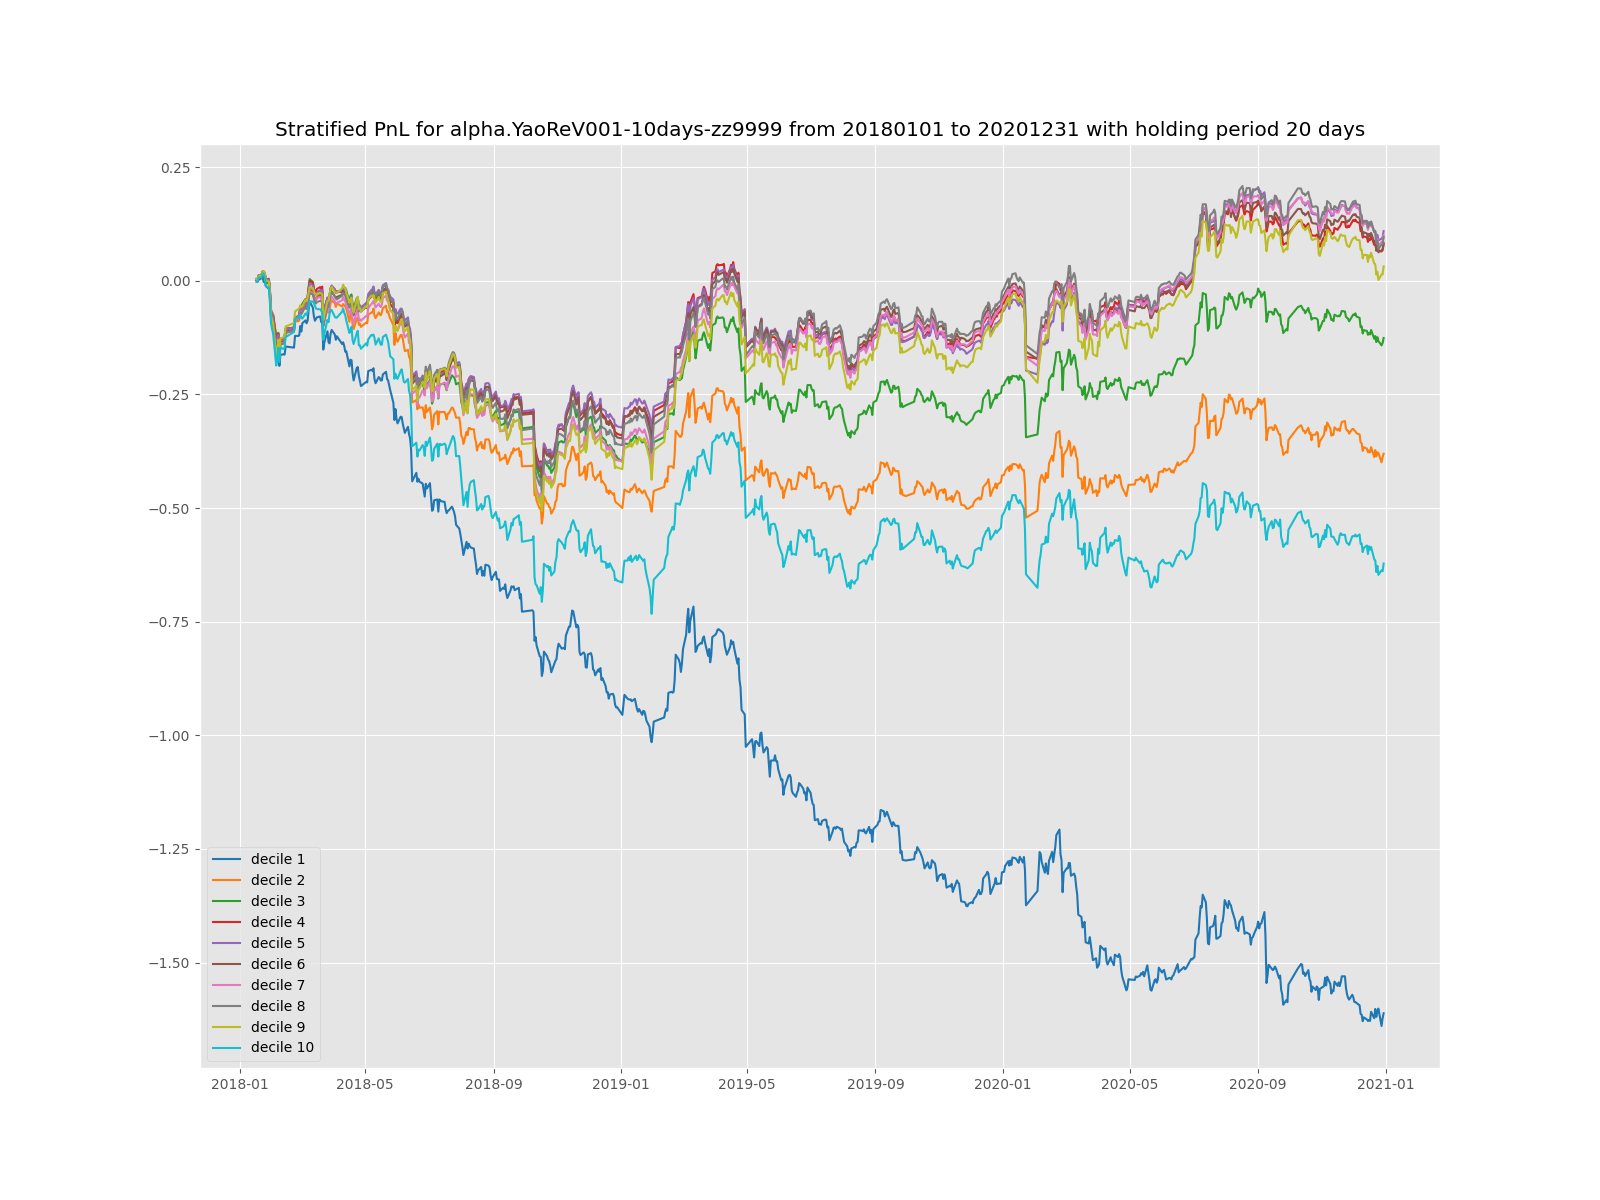 Stratified PnL for alpha.YaoReV001-10days-zz9999 from 20180101 to 20201231 with holding period 20 days
0.25
0.00
−0.25
−0.50
−0.75
−1.00
−1.25
−1.50
decile 1
decile 2
decile 3
decile 4
decile 5
decile 6
decile 7
decile 8
decile 9
decile 10
2018-01 2018-05 2018-09 2019-01 2019-05 2019-09 2020-01 2020-05 2020-09 2021-01